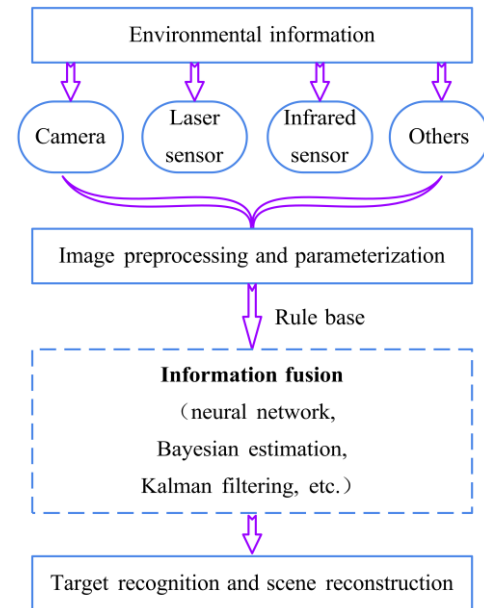 Environmental information
Camera
Laser
sensor
Infrared
sensor
Others
Image preprocessing and parameterization
Rule base
Information fusion
（neural network,
Bayesian estimation,
Kalman filtering, etc.）
Target recognition and scene reconstruction